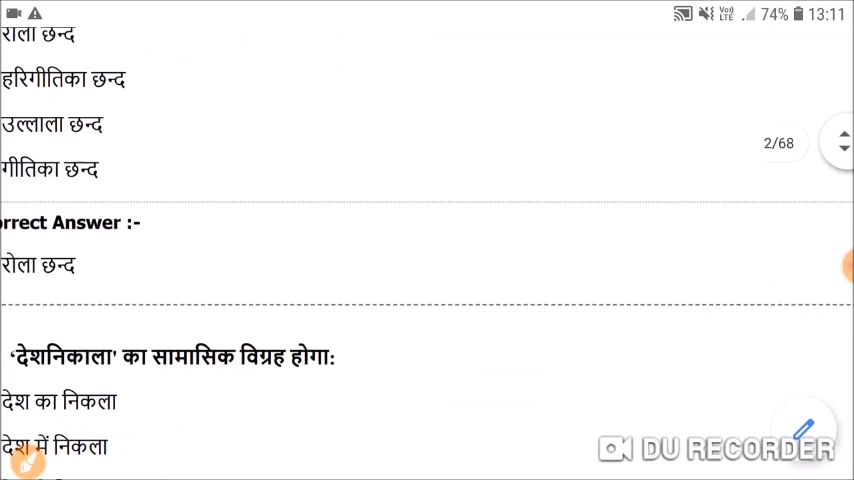 74% 13:11
रोला छन्द
हरिगीतिका छन्द
उल्लाला छन्द
2/68
गीतिका छन्द
orrect Answer :-
रोला छन्द
‘देशनिकाला' का सामासिक विग्रह होगा:
देश का निकला
देश में निकला
DU RECORDER